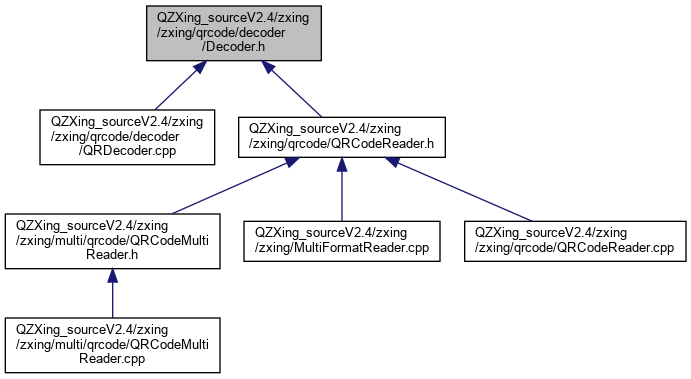 QZXing_sourceV2.4/zxing
/zxing/qrcode/decoder
/Decoder.h
QZXing_sourceV2.4/zxing
/zxing/qrcode/decoder
/QRDecoder.cpp
QZXing_sourceV2.4/zxing
/zxing/qrcode/QRCodeReader.h
QZXing_sourceV2.4/zxing
/zxing/multi/qrcode/QRCodeMulti
Reader.h
QZXing_sourceV2.4/zxing
/zxing/MultiFormatReader.cpp
QZXing_sourceV2.4/zxing
/zxing/qrcode/QRCodeReader.cpp
QZXing_sourceV2.4/zxing
/zxing/multi/qrcode/QRCodeMulti
Reader.cpp